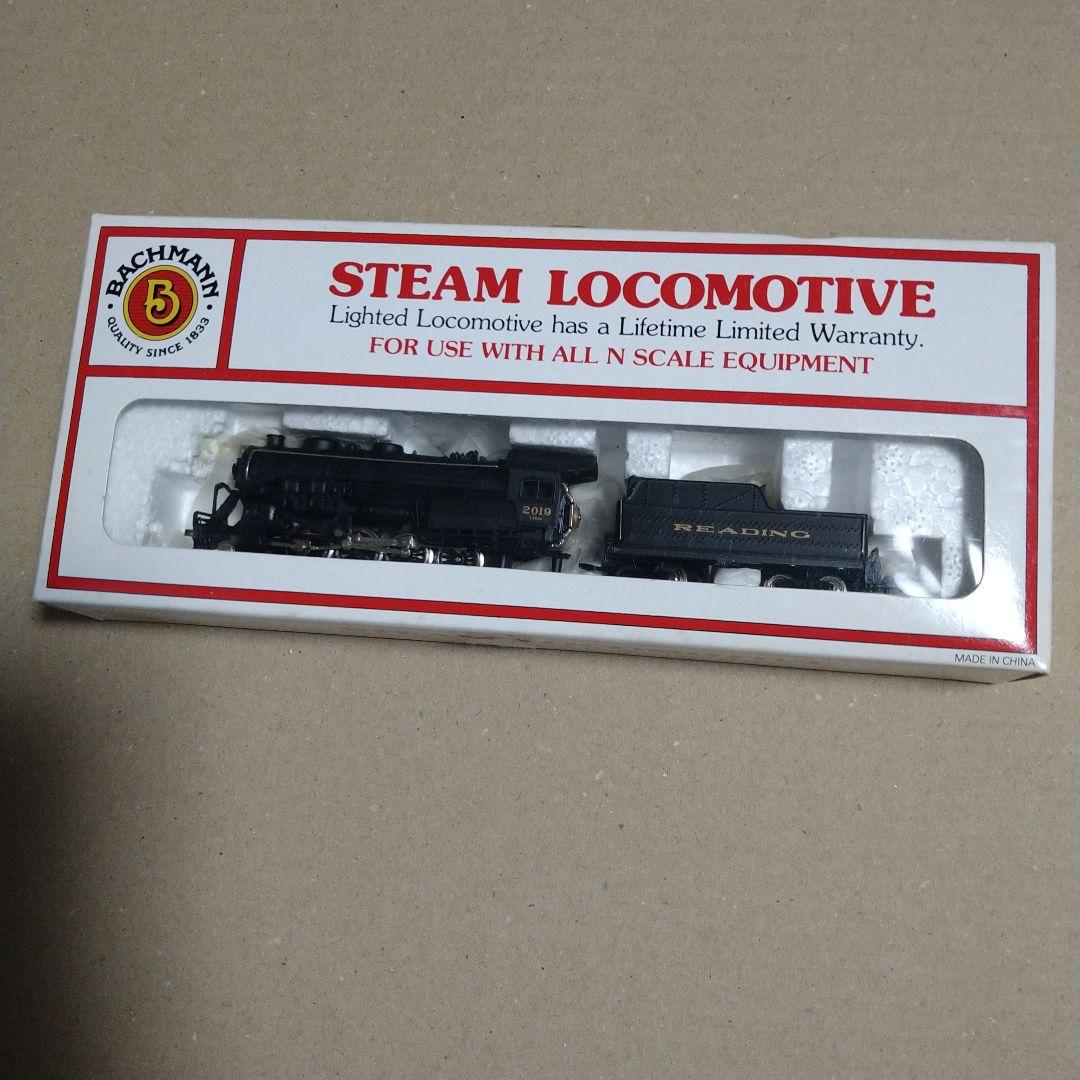 BACHMANN
B
QUALITY SINCE 1833
STEAM LOCOMOTIVE
Lighted Locomotive has a Lifetime Limited Warranty.
FOR USE WITH ALL N SCALE EQUIPMENT
2019
READING
MADE IN CHINA